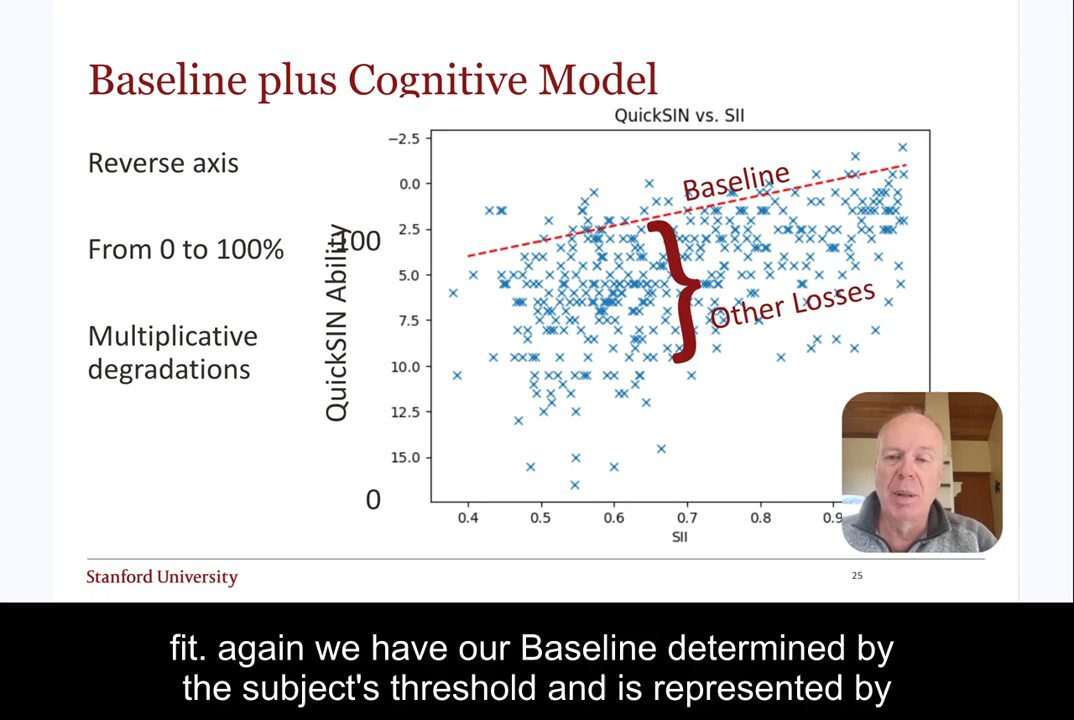 Baseline plus Cognitive Model
Reverse axis
From 0 to 100%
Multiplicative
degradations
QuickSIN vs. SII
QuickSIN Ability
100
0
−2.5
0.0
2.5
5.0
7.5
10.0
12.5
15.0
Baseline
Other Losses
0.4
0.5
0.6
0.7
0.8
0.9
SII
Stanford University
25
fit. again we have our Baseline determined by
the subject's threshold and is represented by